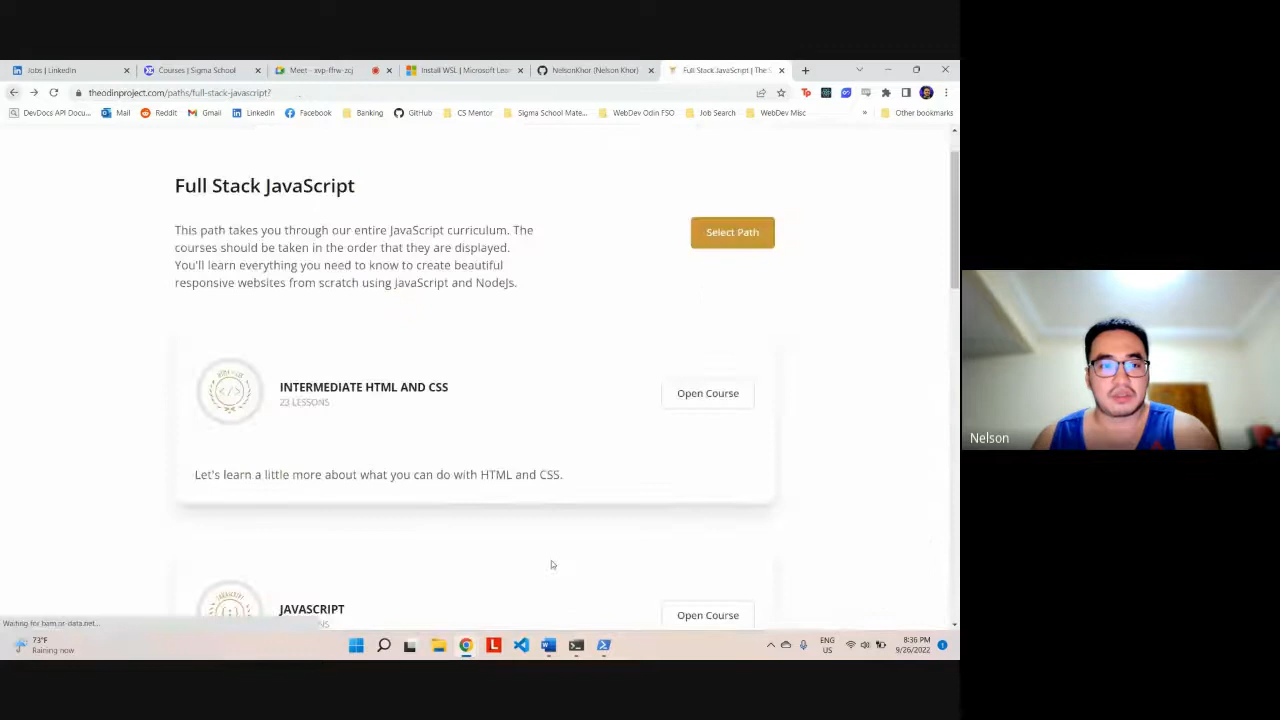 Jobs | LinkedIn
Courses | Sigma School
Meet - xvp-ffrw-zcj
Install WSL | Microsoft Lear
NelsonKhor (Nelson Khor)
Full Stack JavaScript | The
theodinproject.com/paths/full-stack-javascript?
DevDocs API Docu...
Mail
Reddit
Gmail
LinkedIn
Facebook
Banking
GitHub
CS Mentor
Sigma School Mate...
WebDev Odin FSO
Job Search
WebDev Misc
»
Other bookmarks
Full Stack JavaScript
This path takes you through our entire JavaScript curriculum. The
courses should be taken in the order that they are displayed.
You'll learn everything you need to know to create beautiful
responsive websites from scratch using JavaScript and NodeJs.
Select Path
INTERMEDIATE HTML AND CSS
23 LESSONS
Open Course
Let's learn a little more about what you can do with HTML and CSS.
JAVASCRIPT
Open Course
Nelson
73°F
Raining now
ENG
US
8:36 PM
9/26/2022